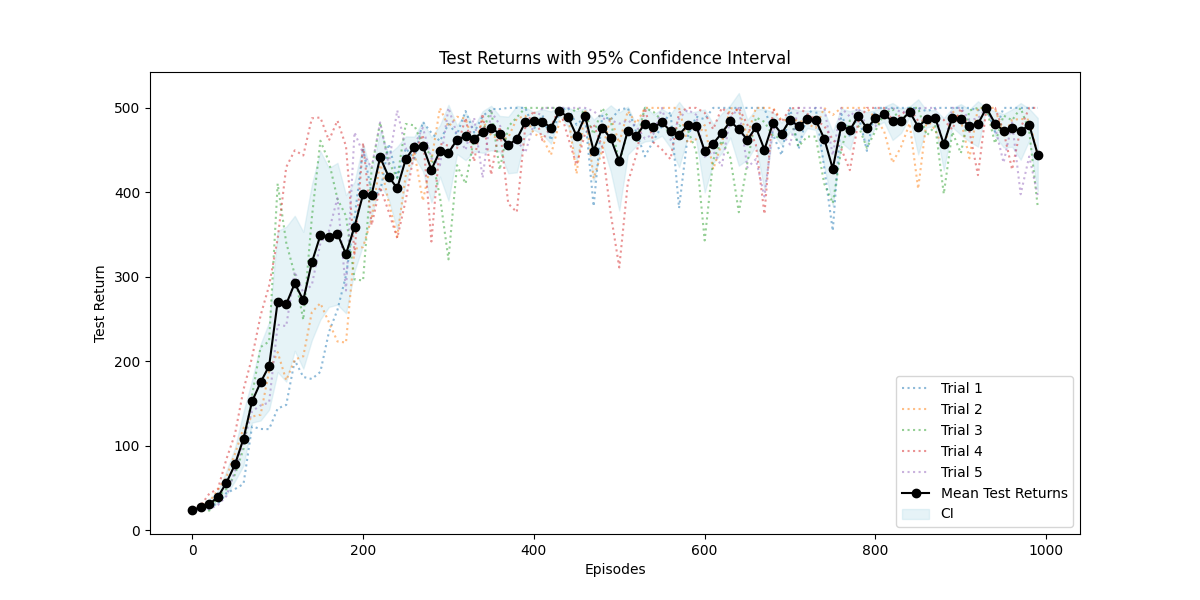 Test Returns with 95% Confidence Interval
500
400
300
200
100
0
Test Return
0 200 400 600 800 1000
Episodes
Trial 1
Trial 2
Trial 3
Trial 4
Trial 5
Mean Test Returns
CI